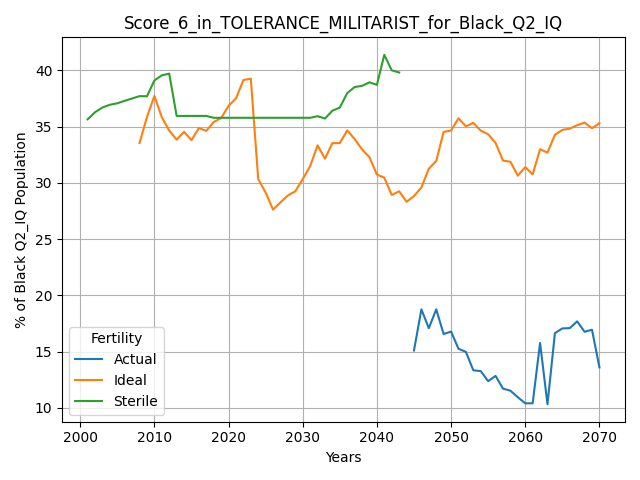 Score_6_in_TOLERANCE_MILITARIST_for_Black_Q2_IQ
% of Black Q2_IQ Population
40
35
30
25
20
15
10
Fertility
Actual
Ideal
Sterile
2000 2010 2020 2030 2040 2050 2060 2070
Years